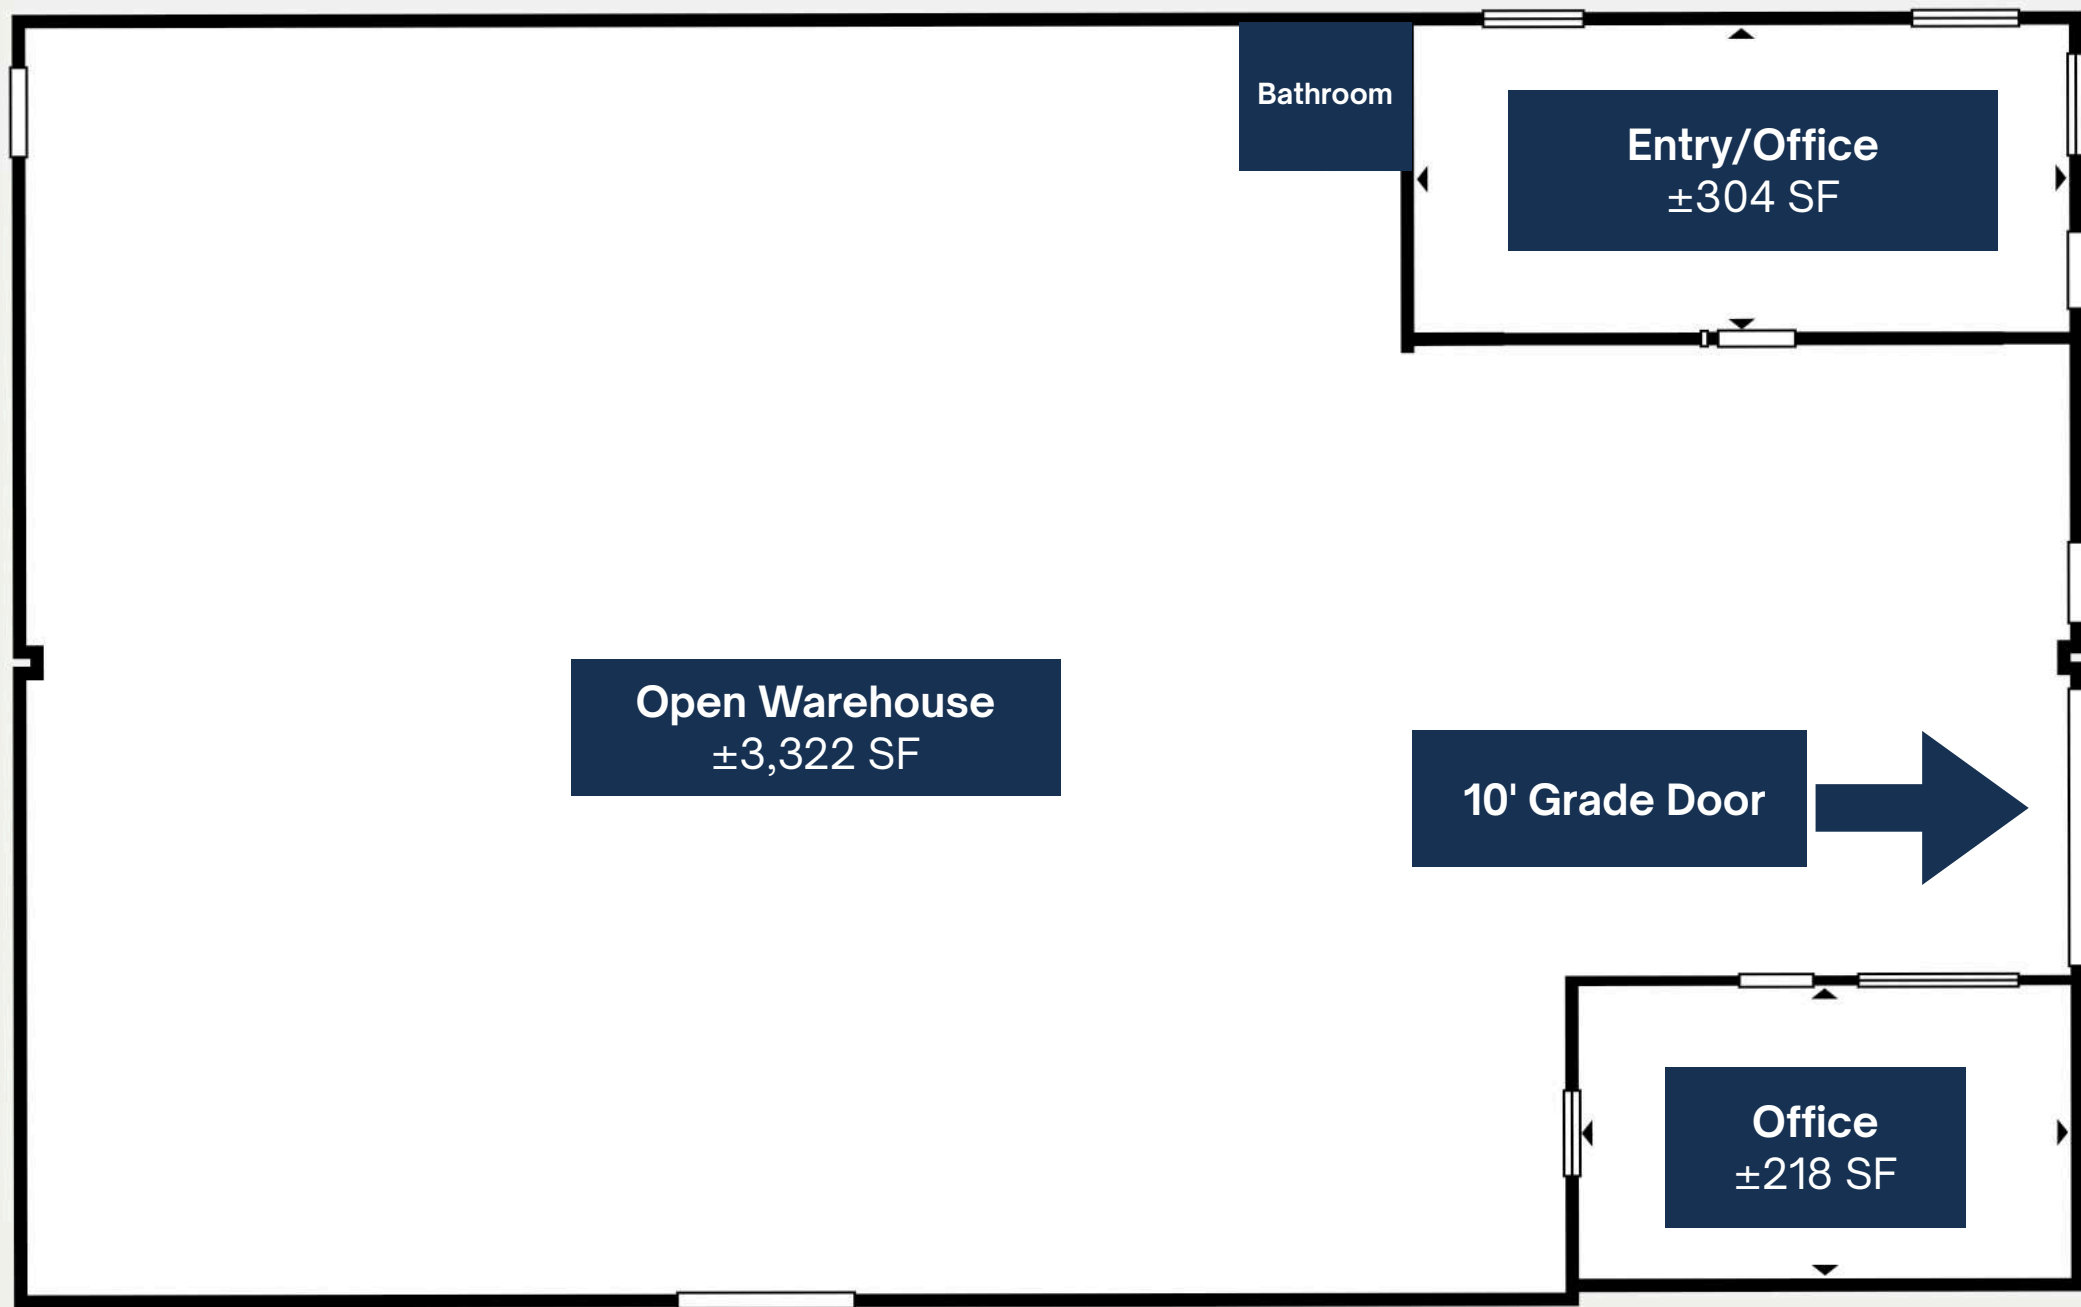 Bathroom
Entry/Office
±304 SF
Open Warehouse
±3,322 SF
10' Grade Door
Office
±218 SF